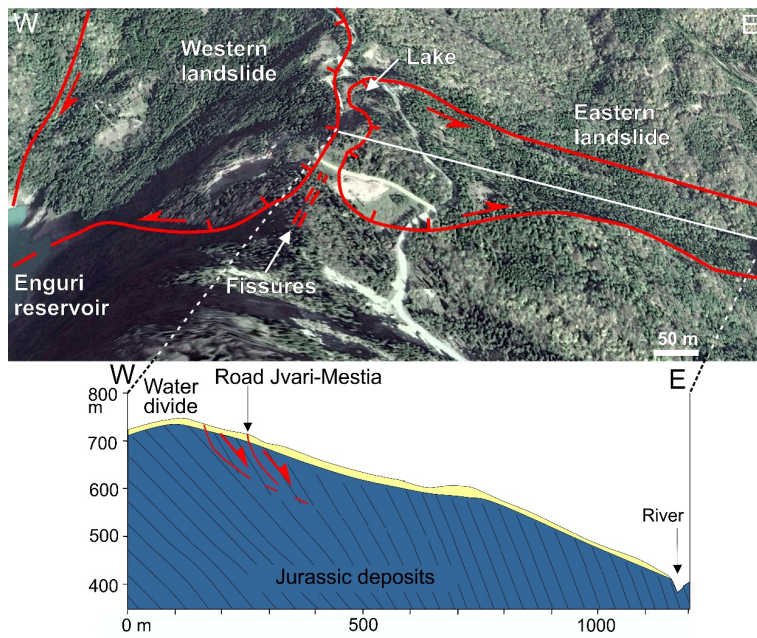 W
E
Western
landslide
Lake
Eastern
landslide
Enguri
reservoir
Fissures
50 m
W
E
Water
divide
Road Jvari-Mestia
800
m
700
600
500
400
River
Jurassic deposits
0 m
500
1000